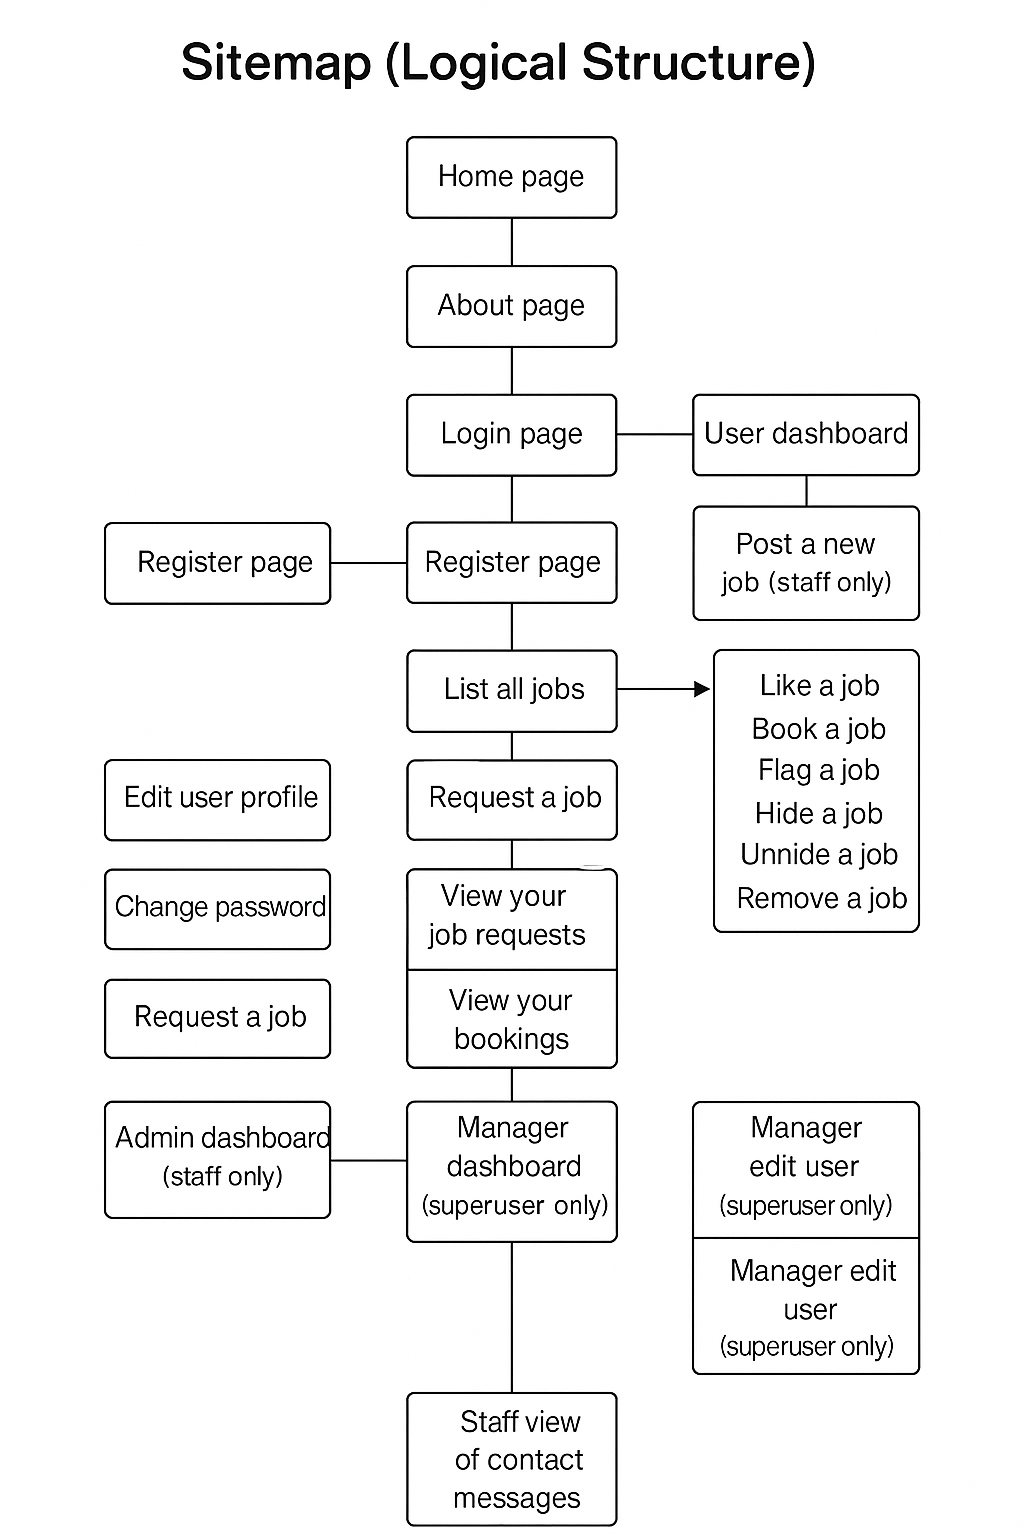 Sitemap (Logical Structure)
Home page
About page
Login page
User dashboard
Post a new
job (staff only)
Register page
Register page
List all jobs
Like a job
Book a job
Flag a job
Hide a job
Unnide a job
Remove a job
Edit user profile
Request a job
Change password
View your
job requests
View your
bookings
Request a job
Admin dashboard
(staff only)
Manager
dashboard
(superuser only)
Manager
edit user
(superuser only)
Manager edit
user
(superuser only)
Staff view
of contact
messages